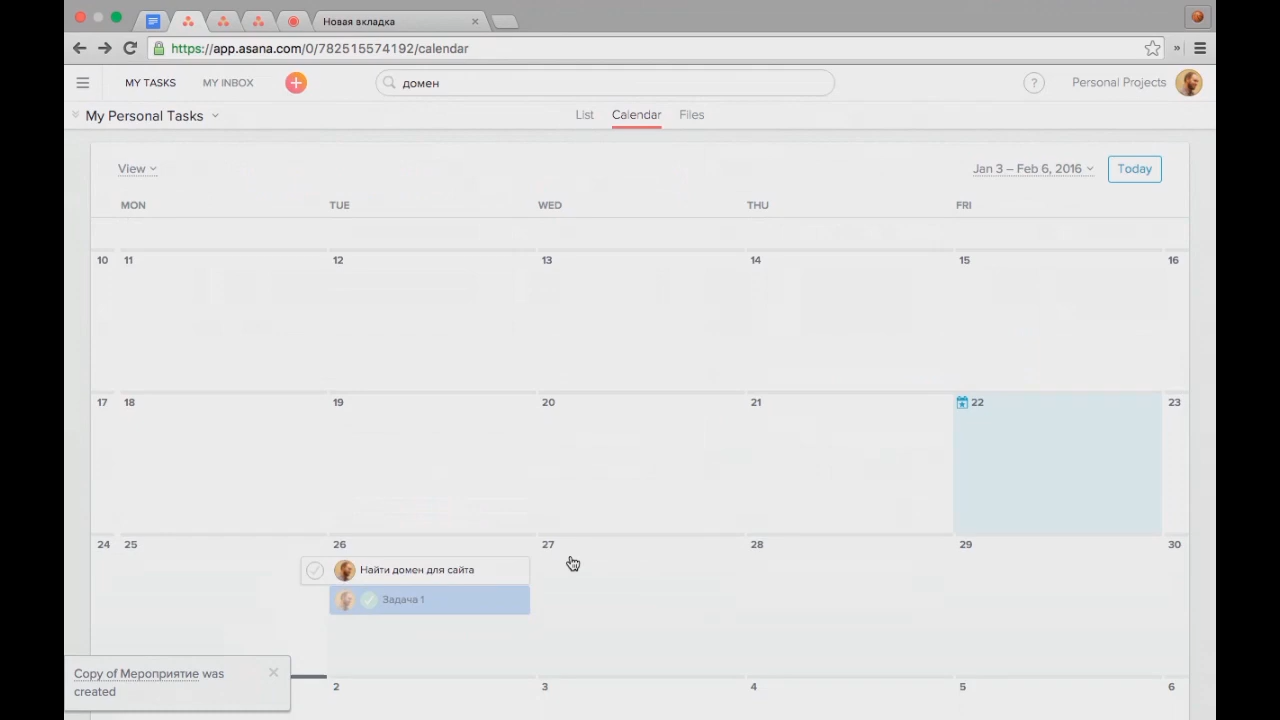 Новая вкладка
https://app.asana.com/0/782515574192/calendar
MY TASKS MY INBOX домен ? Personal Projects
My Personal Tasks List Calendar Files
View Jan 3 – Feb 6, 2016 Today
MON TUE WED THU FRI
10 11 12 13 14 15 16
17 18 19 20 21 22 23
24 25 26 27 28 29 30
Найти домен для сайта
Задача 1
Copy of Мероприятие was
created
2 3 4 5 6